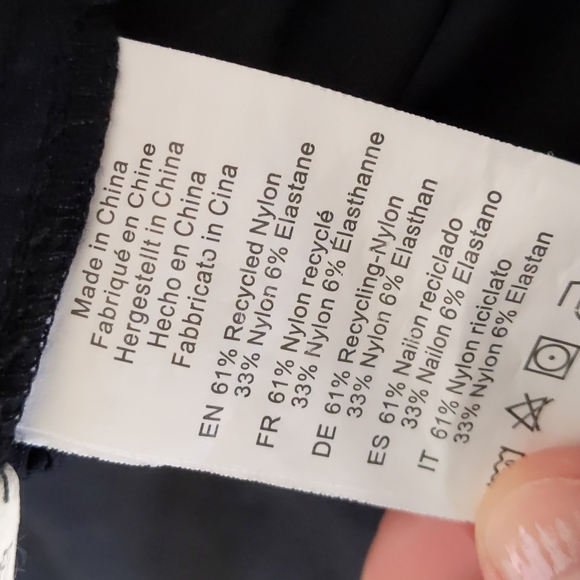 Made in China
Fabriqué en Chine
Hergestellt in China
Hecho en China
Fabbricato in Cina
EN 61% Recycled Nylon
33% Nylon 6% Elastane
FR 61% Nylon recyclé
33% Nylon 6% Élasthanne
DE 61% Recycling-Nylon
33% Nylon 6% Elasthan
ES 61% Nailon reciclado
33% Nailon 6% Elastano
IT 61% Nylon riciclato
33% Nylon 6% Elastan